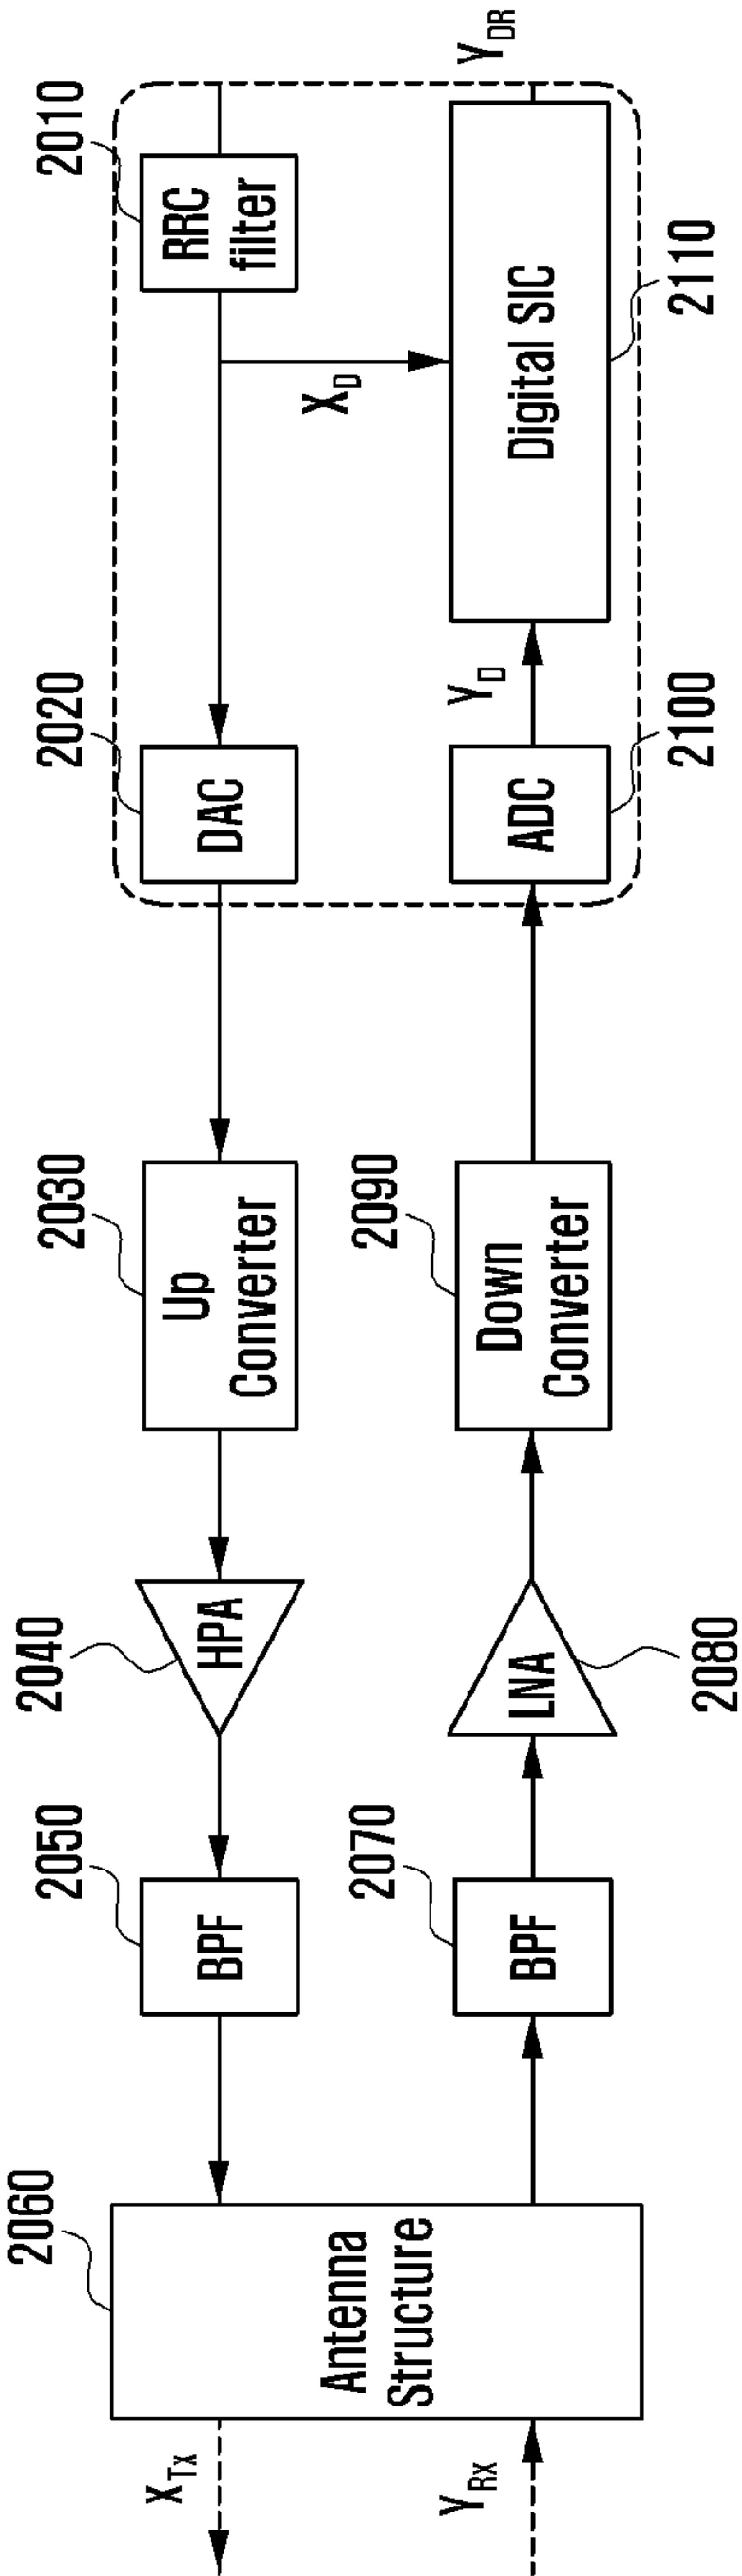 2060
2050
2040
2030
2020
2010
X_Tx
Antenna
Structure
BPF
HPA
Up
Converter
DAC
RRC
filter
X_D
Y_Rx
2070
BPF
LNA
2080
2090
Down
Converter
ADC
2100
Y_D
Digital SIC
2110
Y_DR